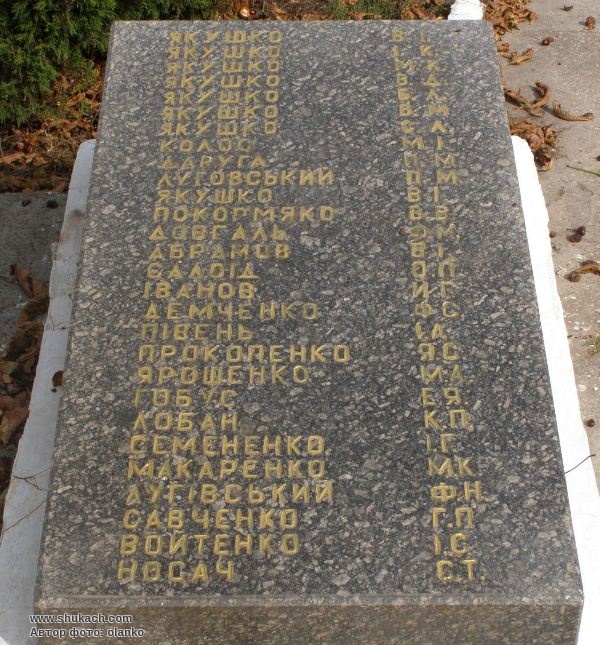 ЯКУШКО В.І.
ЯКУШКО І.К.
ЯКУШКО М.К.
ЯКУШКО В.Д.
ЯКУШКО Б.А.
ЯКУШКО Б.М.
ЯКУШКО С.А.
КОЛОС М.І.
ДАРУГА П.М.
ЛУГОВСЬКИЙ П.М.
ЯКУШКО В.І.
ПОКОРМЯКО В.В.
ДОВГАЛЬ М.
АБРАМОВ В.І.
САЛОІД О.П.
ІВАНОВ И.Г.
ДЕМЧЕНКО Ф.С.
ПІВЕНЬ І.А.
ПРОКОПЕНКО Я.С.
ЯРОШЕНКО И.Д.
ГОБУС Е.Я.
ЛОБАН К.П.
СЕМЕНЕНКО І.Г.
МАКАРЕНКО М.К.
ЛУГІВСЬКИЙ Ф.Н.
САВЧЕНКО Г.П.
ВОЙТЕНКО І.С.
НОСАЧ С.Т.
www.shukach.com
Автор фото: olanko